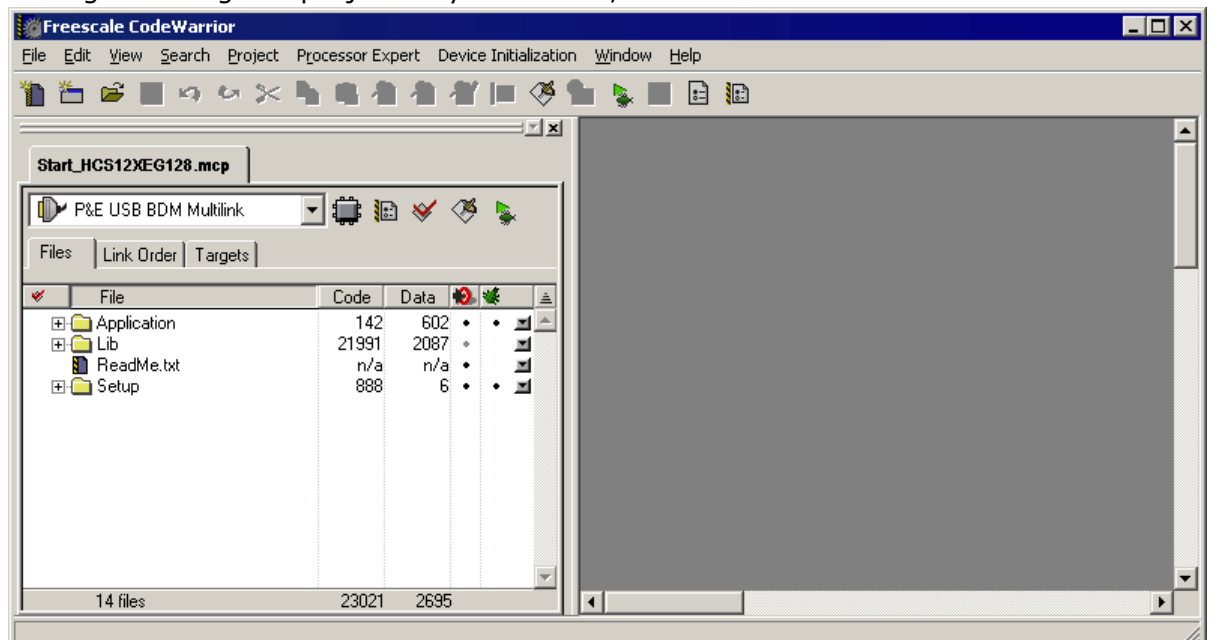 Freescale CodeWarrior
File Edit View Search Project Processor Expert Device Initialization Window Help
Start_HCS12XEG128.mcp
P&E USB BDM Multilink
Files Link Order Targets
File Code Data
Application 142 602
Lib 21991 2087
ReadMe.txt n/a n/a
Setup 888 6
14 files 23021 2695